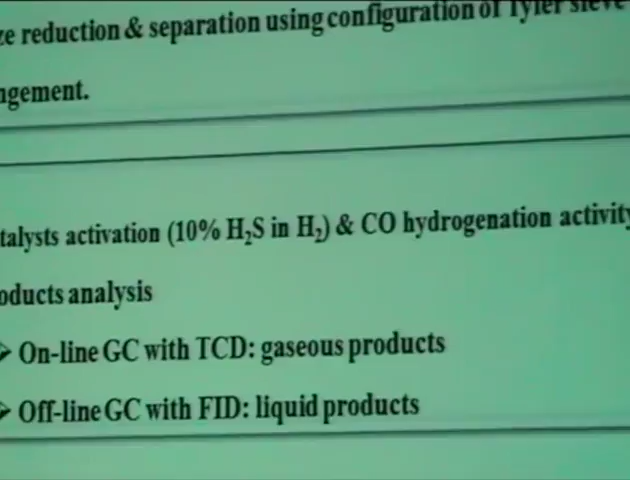 ze reduction & separation using configuration of Tyler sieve
ngement.
talysts activation (10% H₂S in H₂) & CO hydrogenation activity
oducts analysis
➢ On-line GC with TCD: gaseous products
➢ Off-line GC with FID: liquid products